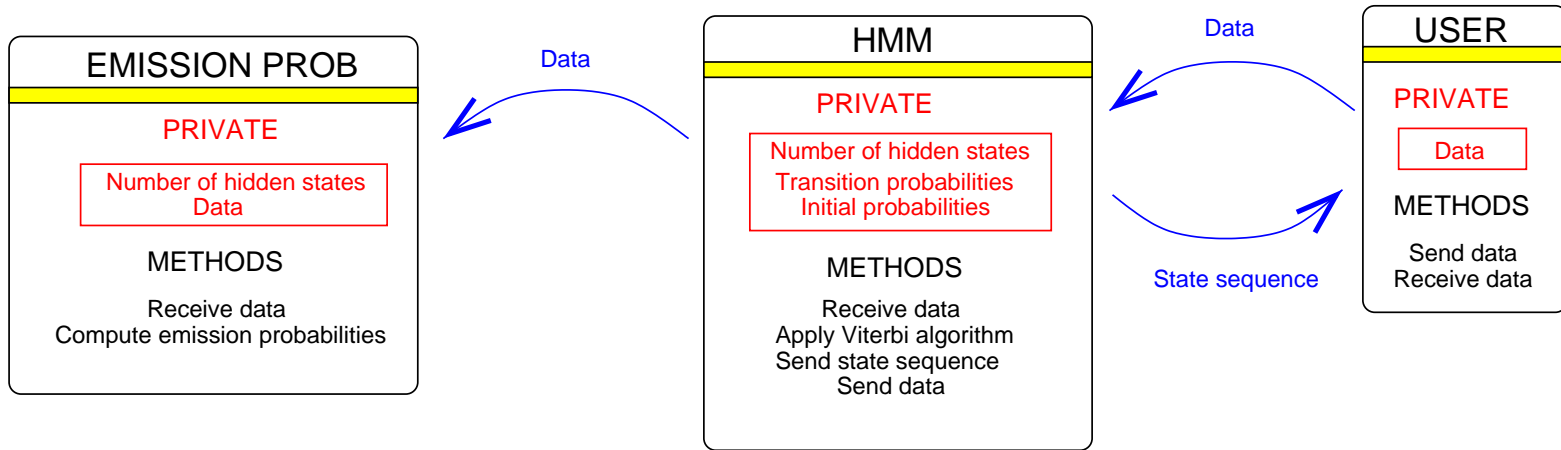 EMISSION PROB
PRIVATE
Number of hidden states
Data
METHODS
Receive data
Compute emission probabilities
Data
HMM
PRIVATE
Number of hidden states
Transition probabilities
Initial probabilities
METHODS
Receive data
Apply Viterbi algorithm
Send state sequence
Send data
Data
State sequence
USER
PRIVATE
Data
METHODS
Send data
Receive data